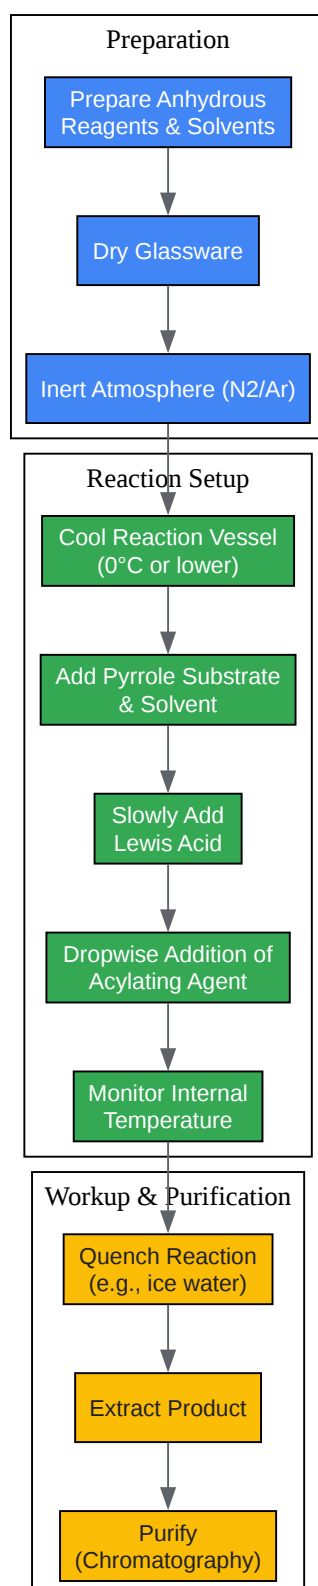 Preparation
Prepare Anhydrous
Reagents & Solvents
Dry Glassware
Inert Atmosphere (N2/Ar)
Reaction Setup
Cool Reaction Vessel
(0°C or lower)
Add Pyrrole Substrate
& Solvent
Slowly Add
Lewis Acid
Dropwise Addition of
Acylating Agent
Monitor Internal
Temperature
Workup & Purification
Quench Reaction
(e.g., ice water)
Extract Product
Purify
(Chromatography)